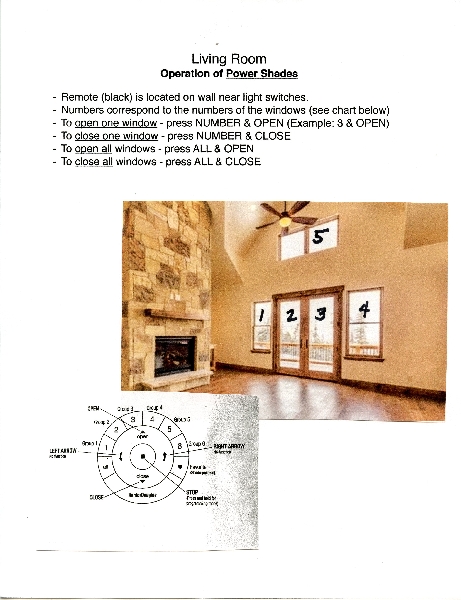 Living Room
Operation of Power Shades
- Remote (black) is located on wall near light switches.
- Numbers correspond to the numbers of the windows (see chart below)
- To open one window - press NUMBER & OPEN (Example: 3 & OPEN)
- To close one window - press NUMBER & CLOSE
- To open all windows - press ALL & OPEN
- To close all windows - press ALL & CLOSE
5
1 2 3 4
OPEN Group 3 Group 4
Group 2 Group 5
3 4
2 5
open
Group 1 Group 6
1 6
LEFT ARROW RIGHT ARROW
all Favorite
close
CLOSE HunterDouglas STOP